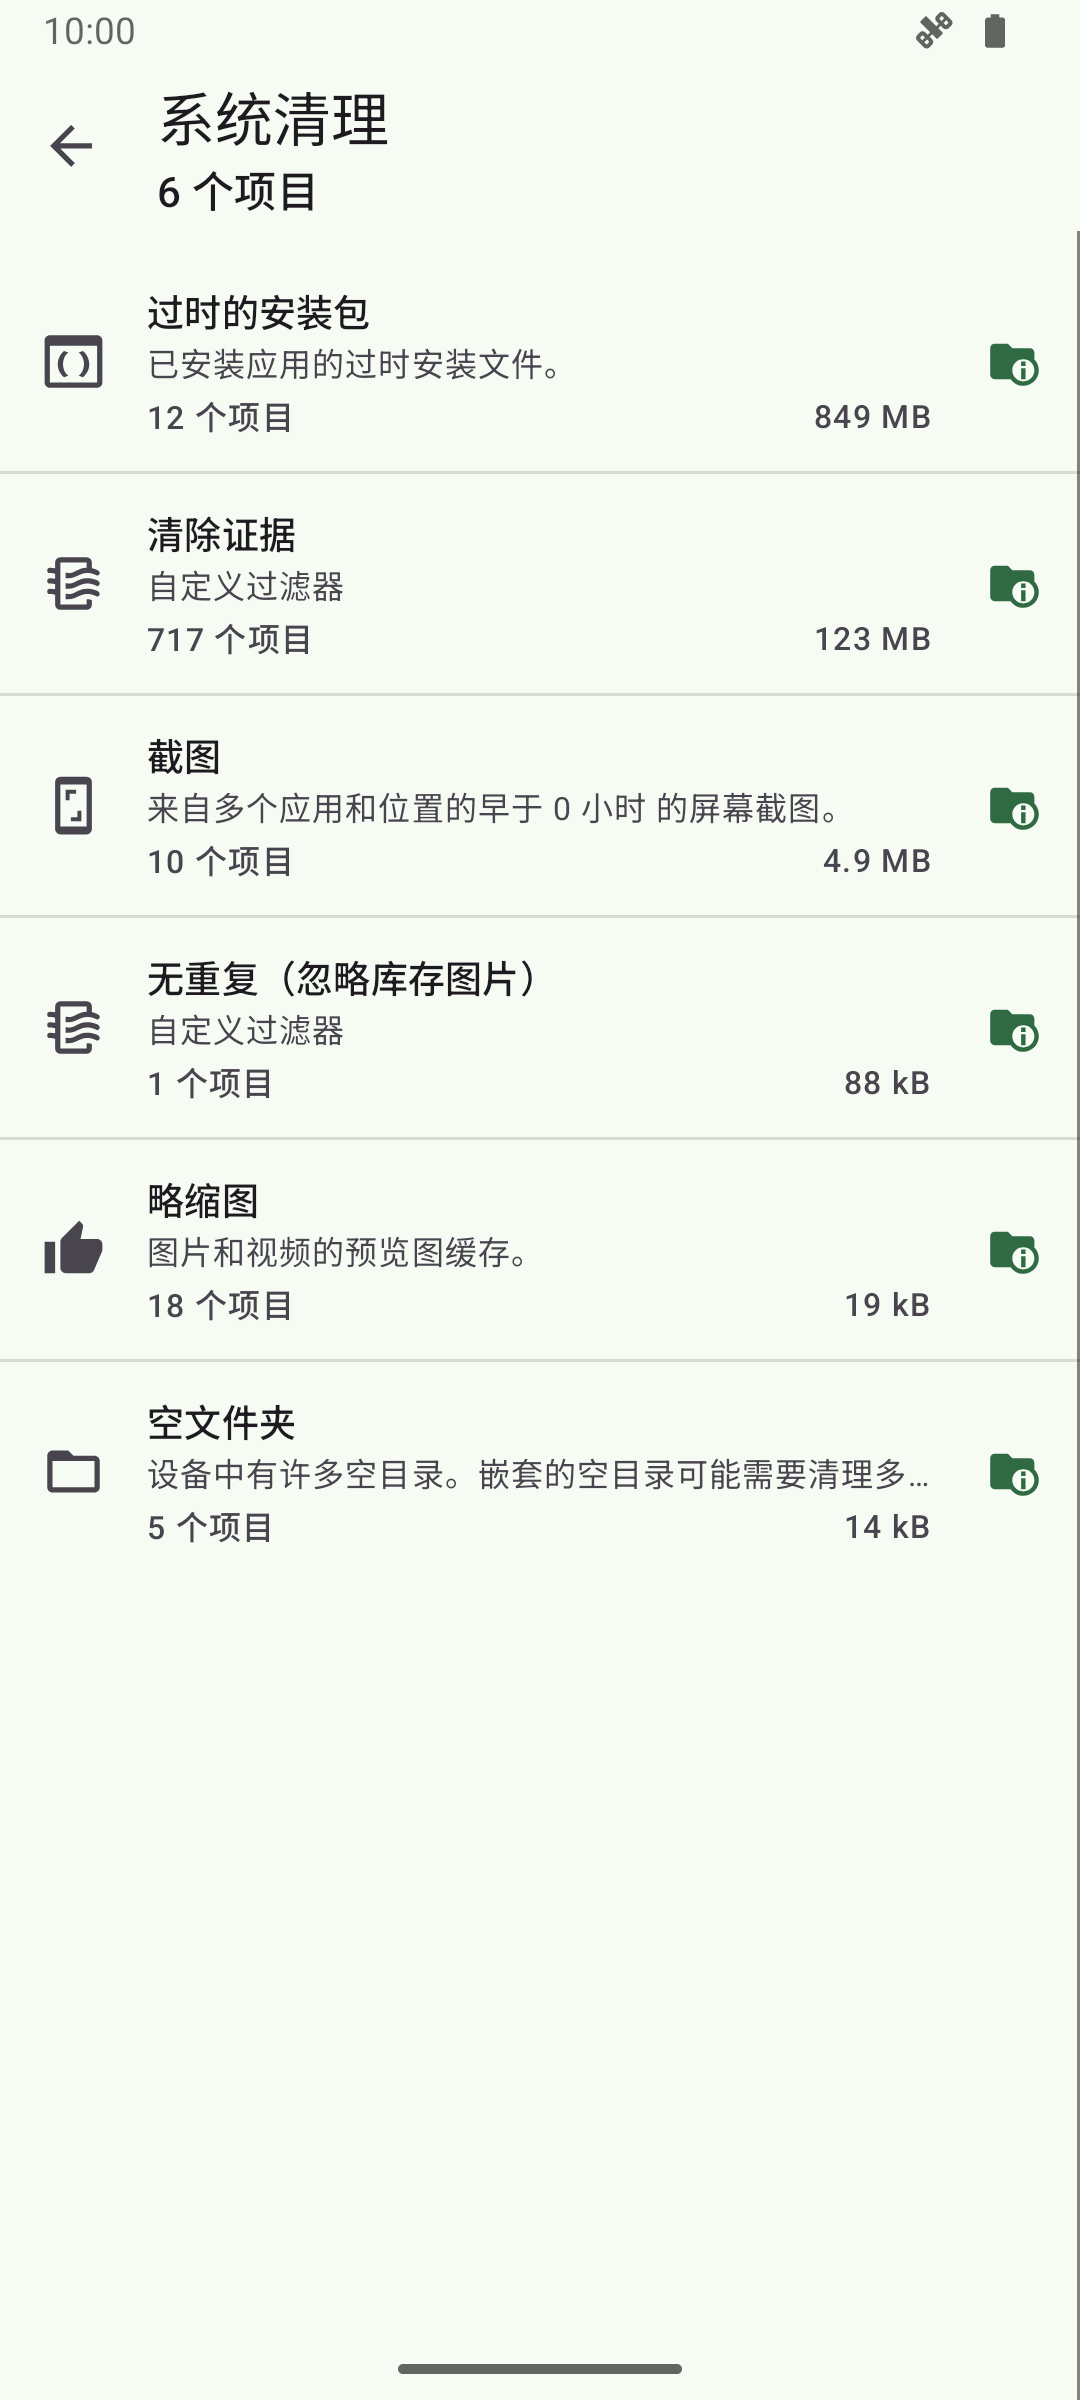 10:00
系统清理
6 个项目
过时的安装包
已安装应用的过时安装文件。
12 个项目
849 MB
清除证据
自定义过滤器
717 个项目
123 MB
截图
来自多个应用和位置的早于 0 小时 的屏幕截图。
10 个项目
4.9 MB
无重复（忽略库存图片）
自定义过滤器
1 个项目
88 kB
略缩图
图片和视频的预览图缓存。
18 个项目
19 kB
空文件夹
设备中有许多空目录。嵌套的空目录可能需要清理多…
5 个项目
14 kB